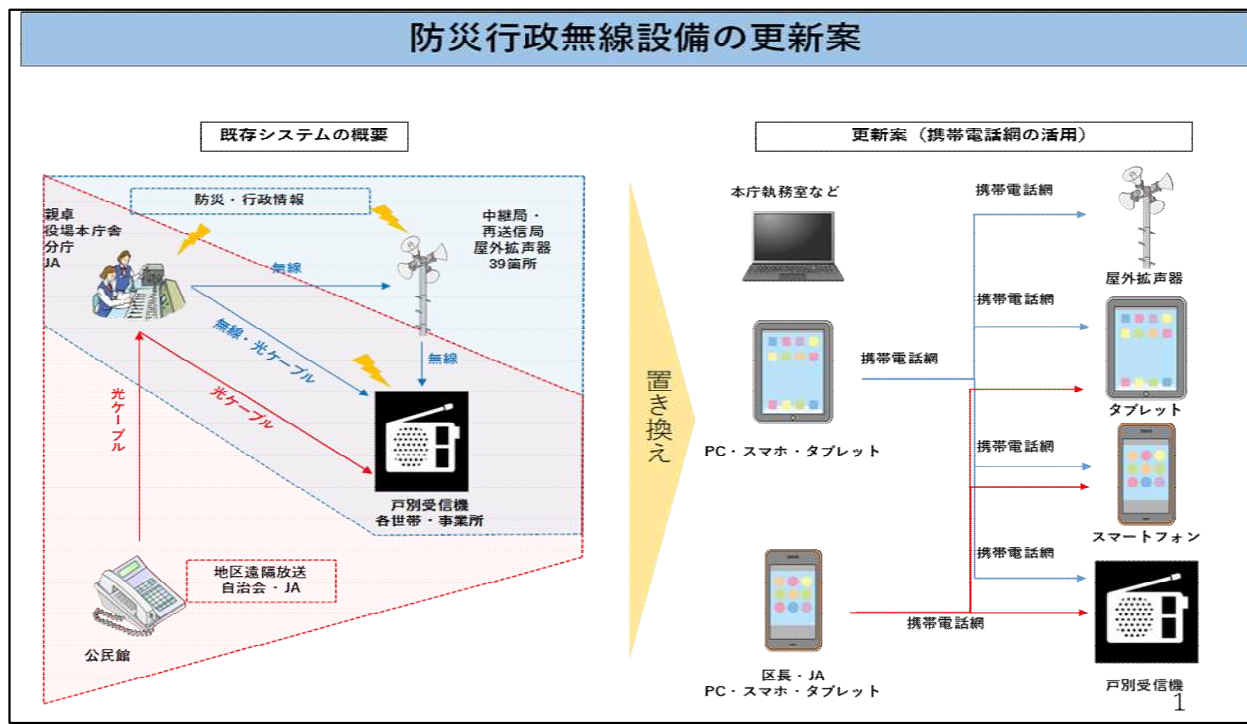 防災行政無線設備の更新案
既存システムの概要
防災・行政情報
親卓
役場本庁舎
分庁
JA
中継局・
再送信局
屋外拡声器
39箇所
無線
無線・光ケーブル
無線
光ケーブル
光ケーブル
戸別受信機
各世帯・事業所
地区遠隔放送
自治会・JA
公民館
置き換え
更新案（携帯電話網の活用）
本庁執務室など
PC・スマホ・タブレット
携帯電話網
携帯電話網
屋外拡声器
携帯電話網
タブレット
携帯電話網
スマートフォン
携帯電話網
携帯電話網
戸別受信機
区長・JA
PC・スマホ・タブレット
1